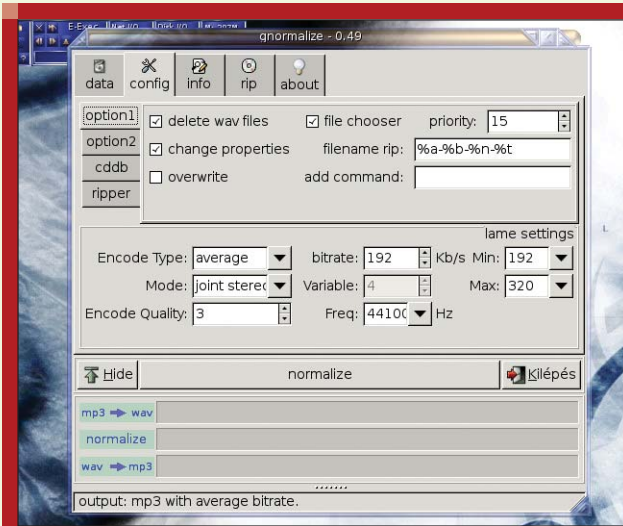 gnormalize - 0.49
data config info rip about
option1
option2
cddb
ripper
delete wav files file chooser priority: 15
change properties filename rip: %a-%b-%n-%t
overwrite add command:
lame settings
Encode Type: average bitrate: 192 Kb/s Min: 192
Mode: joint stereo Variable: 4 Max: 320
Encode Quality: 3 Freq: 44100 Hz
Hide normalize Kilépés
mp3 wav
normalize
wav mp3
output: mp3 with average bitrate.